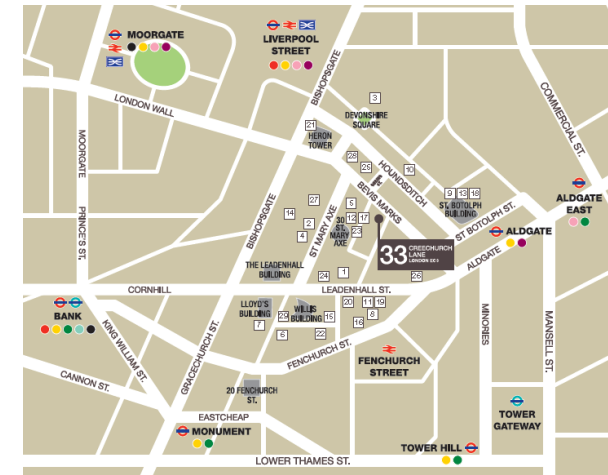 MOORGATE
LIVERPOOL
STREET
BISHOPSGATE
COMMERCIAL ST.
LONDON WALL
3
DEVONSHIRE
SQUARE
21
HERON
TOWER
HOUNDSDITCH
MOORGATE
28
25
10
BEVIS MARKS
9 13 18
ST. BOTOLPH
BUILDING
ALDGATE
EAST
PRINCE'S ST.
BISHOPSGATE
ST MARY AXE
27
5
14
2
12 17
4
30
ST.
MARY
AXE
23
33 CREECHURCH
LANE
LONDON EC3
ST BOTOLPH ST.
ALDGATE
ALDGATE
THE LEADENHALL
BUILDING
24
1
26
CORNHILL
LEADENHALL ST.
BANK
LLOYD'S
BUILDING
WILLIS
BUILDING
29
15
20
11 19
8
16
7
6
22
MINORIES
MANSELL ST.
KING WILLIAM ST.
GRACECHURCH ST.
FENCHURCH ST.
FENCHURCH
STREET
CANNON ST.
20 FENCHURCH
ST.
EASTCHEAP
TOWER
GATEWAY
MONUMENT
TOWER HILL
LOWER THAMES ST.